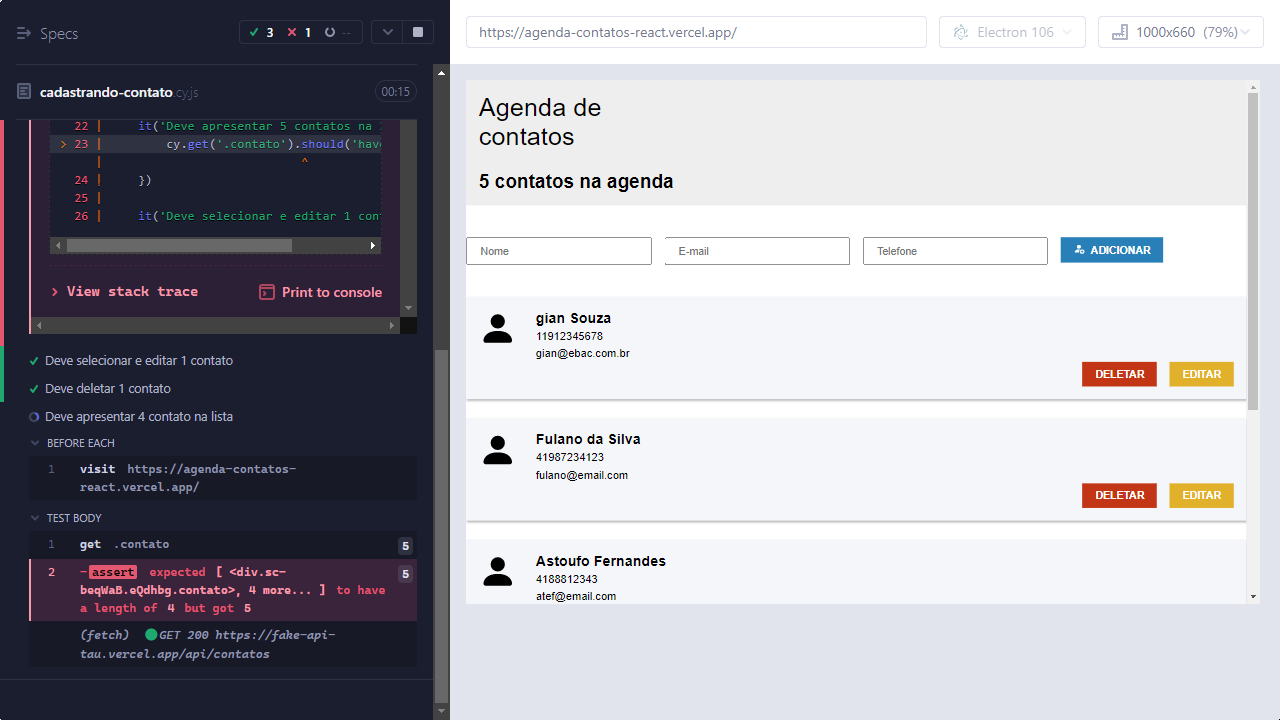 Specs
3
1
--
cadastrando-contato.cy.js
00:15
22 | it('Deve apresentar 5 contatos na
> 23 | cy.get('.contato').should('have
| ^
24 | })
25 |
26 | it('Deve selecionar e editar 1 con
> View stack trace
Print to console
Deve selecionar e editar 1 contato
Deve deletar 1 contato
Deve apresentar 4 contato na lista
BEFORE EACH
1 visit https://agenda-contatos-
react.vercel.app/
TEST BODY
1 get .contato 5
2 -assert expected [ <div.sc- 5
beqWaB.eQdhbg.contato>, 4 more... ] to have
a length of 4 but got 5
(fetch) GET 200 https://fake-api-
tau.vercel.app/api/contatos
https://agenda-contatos-react.vercel.app/
Electron 106
1000x660 (79%)
Agenda de
contatos
5 contatos na agenda
Nome
E-mail
Telefone
ADICIONAR
gian Souza
11912345678
gian@ebac.com.br
DELETAR
EDITAR
Fulano da Silva
41987234123
fulano@email.com
DELETAR
EDITAR
Astoufo Fernandes
4188812343
atef@email.com